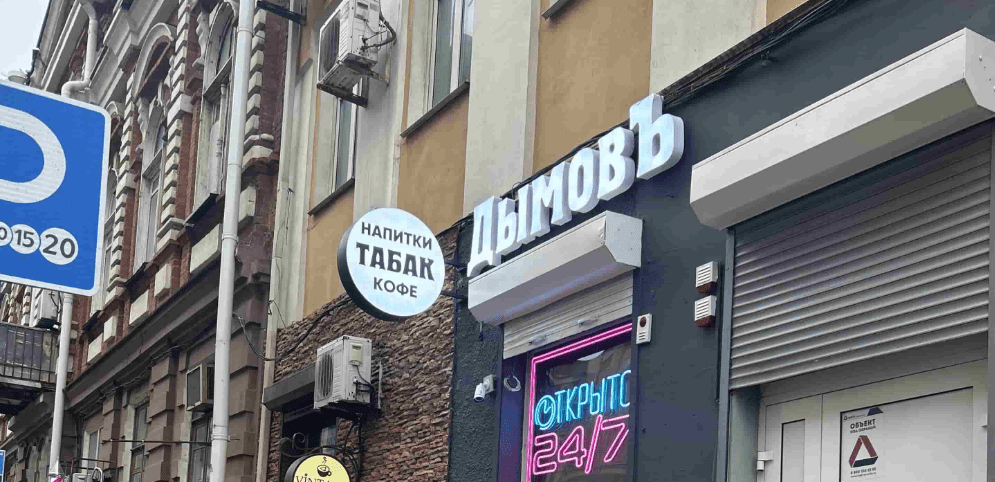 15 20
НАПИТКИ
ТАБАК
КОФЕ
ДЫМОВЪ
ОТКРЫТО
24/7
ОБЪЕКТ